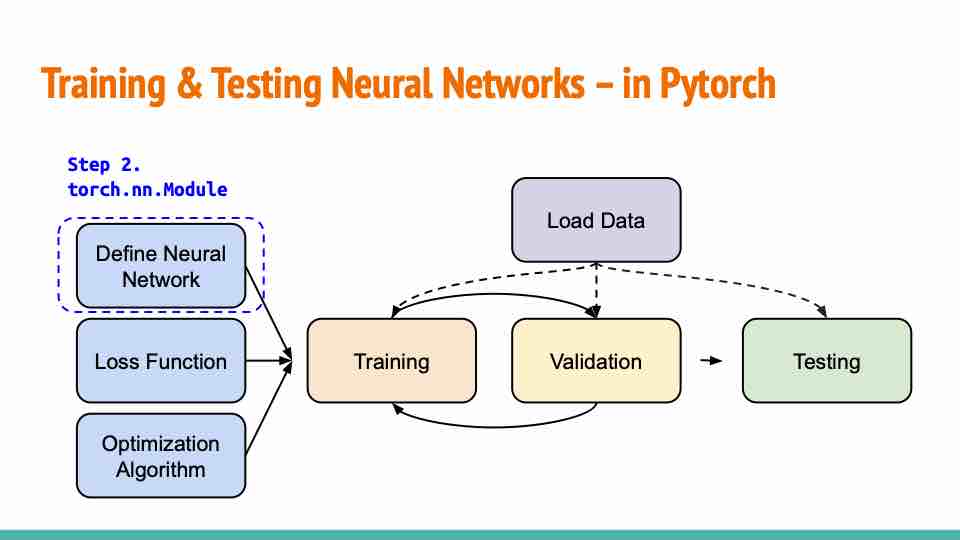 Training & Testing Neural Networks – in Pytorch
Step 2.
torch.nn.Module
Define Neural
Network
Loss Function
Optimization
Algorithm
Load Data
Training
Validation
Testing